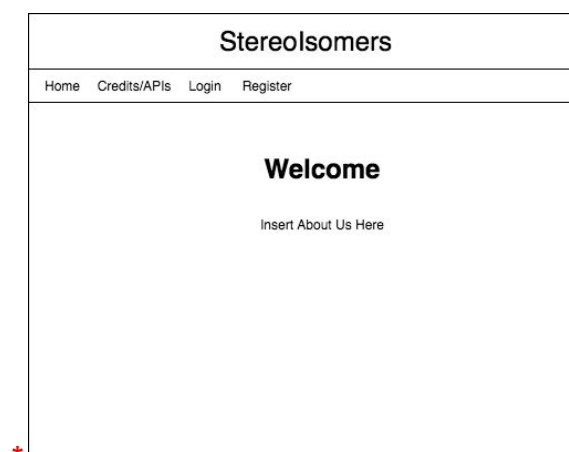 StereoIsomers
Home Credits/APIs Login Register
Welcome
Insert About Us Here
*